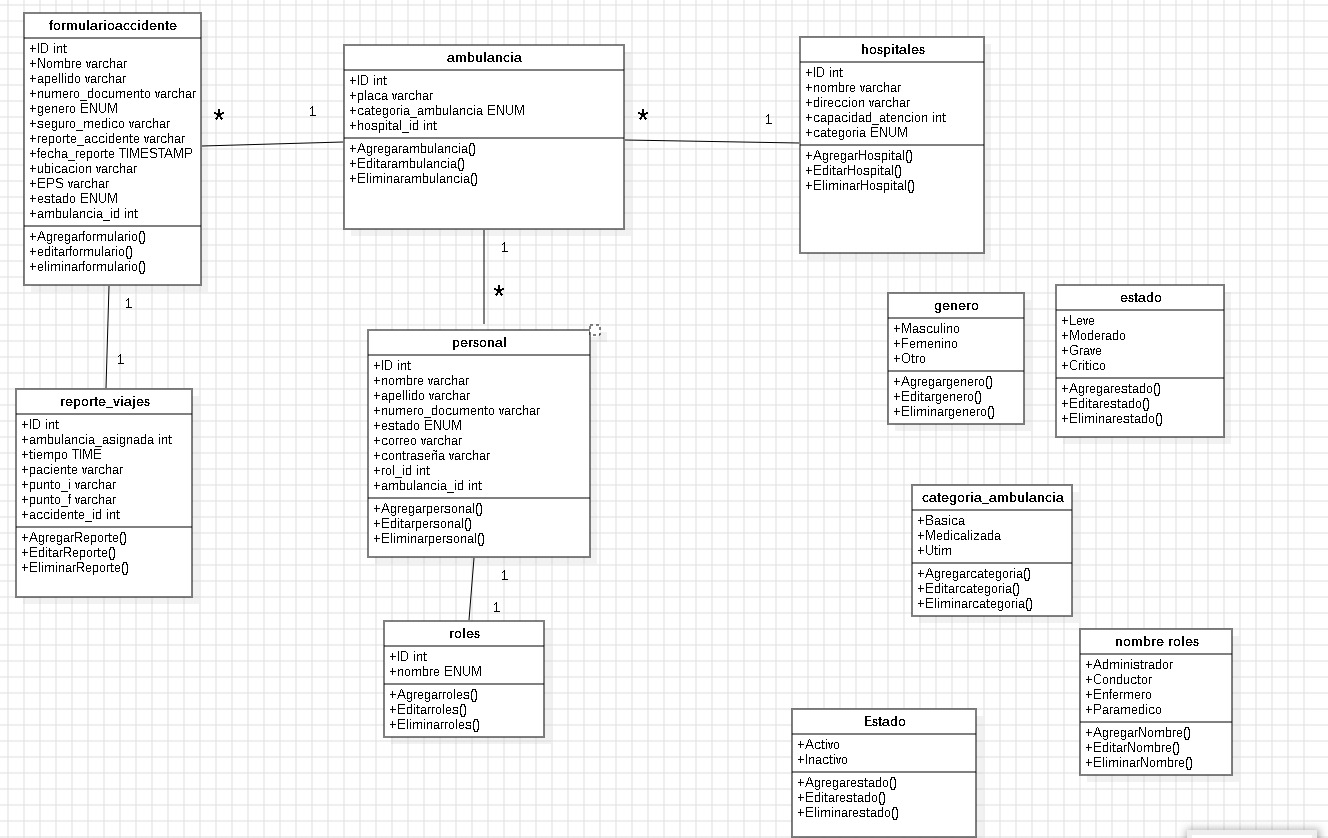 formularioaccidente
+ID int
+Nombre varchar
+apellido varchar
+numero_documento varchar
+genero ENUM
+seguro_medico varchar
+reporte_accidente varchar
+fecha_reporte TIMESTAMP
+ubicacion varchar
+EPS varchar
+estado ENUM
+ambulancia_id int
+Agregarformulario()
+editarformulario()
+eliminarformulario()
*
1
ambulancia
+ID int
+placa varchar
+categoria_ambulancia ENUM
+hospital_id int
+Agregarambulancia()
+Editarambulancia()
+Eliminarambulancia()
*
1
hospitales
+ID int
+nombre varchar
+direccion varchar
+capacidad_atencion int
+categoria ENUM
+AgregarHospital()
+EditarHospital()
+EliminarHospital()
1
*
1
1
reporte_viajes
+ID int
+ambulancia_asignada int
+tiempo TIME
+paciente varchar
+punto_i varchar
+punto_f varchar
+accidente_id int
+AgregarReporte()
+EditarReporte()
+EliminarReporte()
personal
+ID int
+nombre varchar
+apellido varchar
+numero_documento varchar
+estado ENUM
+correo varchar
+contraseña varchar
+rol_id int
+ambulancia_id int
+Agregarpersonal()
+Editarpersonal()
+Eliminarpersonal()
1
1
roles
+ID int
+nombre ENUM
+Agregarroles()
+Editarroles()
+Eliminarroles()
genero
+Masculino
+Femenino
+Otro
+Agregargenero()
+Editargenero()
+Eliminargenero()
estado
+Leve
+Moderado
+Grave
+Critico
+Agregarestado()
+Editarestado()
+Eliminarestado()
categoria_ambulancia
+Basica
+Medicalizada
+Utim
+Agregarcategoria()
+Editarcategoria()
+Eliminarcategoria()
nombre roles
+Administrador
+Conductor
+Enfermero
+Paramedico
+AgregarNombre()
+EditarNombre()
+EliminarNombre()
Estado
+Activo
+Inactivo
+Agregarestado()
+Editarestado()
+Eliminarestado()